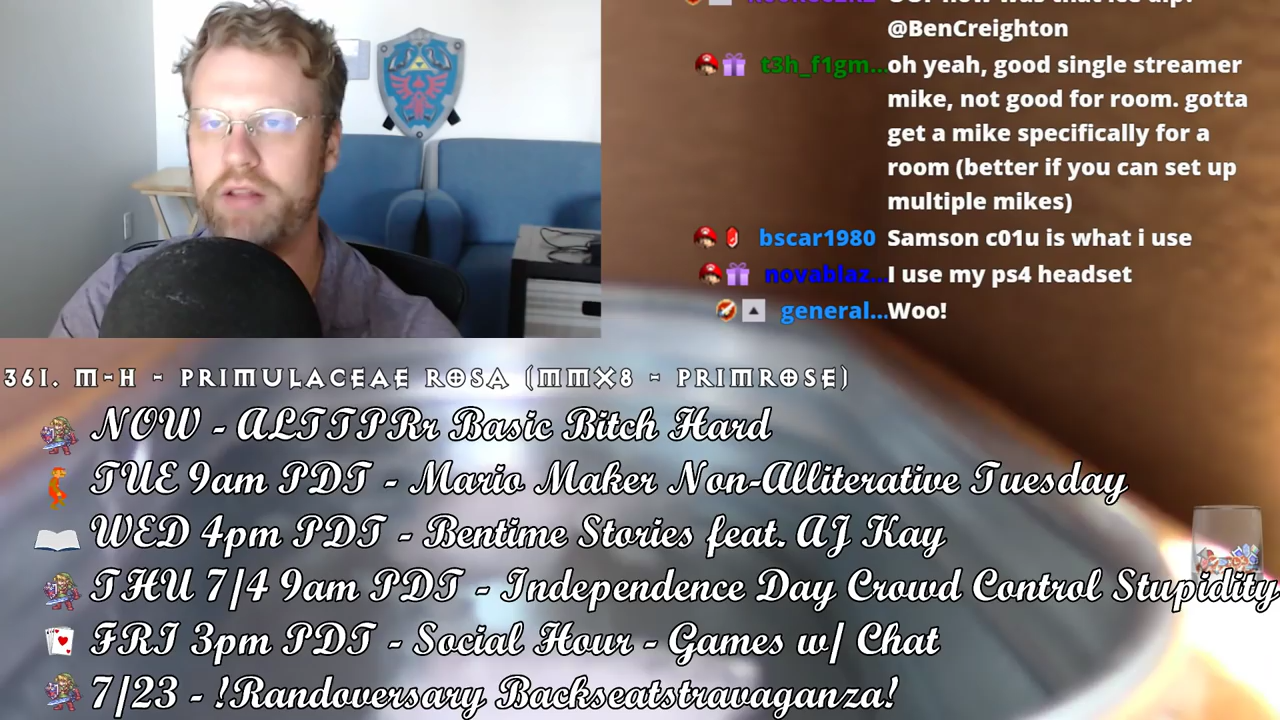 @BenCreighton
t3h_f1gm... oh yeah, good single streamer
mike, not good for room. gotta
get a mike specifically for a
room (better if you can set up
multiple mikes)
bscar1980 Samson c01u is what i use
novablaz... I use my ps4 headset
general... Woo!
361. M-H - PRIMULACEAE ROSA (MMX8 - PRIMROSE)
NOW - ALTTPRr Basic Bitch Hard
TUE 9am PDT - Mario Maker Non-Alliterative Tuesday
WED 4pm PDT - Bentime Stories feat. AJ Kay
THU 7/4 9am PDT - Independence Day Crowd Control Stupidity
FRI 3pm PDT - Social Hour - Games w/ Chat
7/23 - !Randoversary Backseatstravaganza!